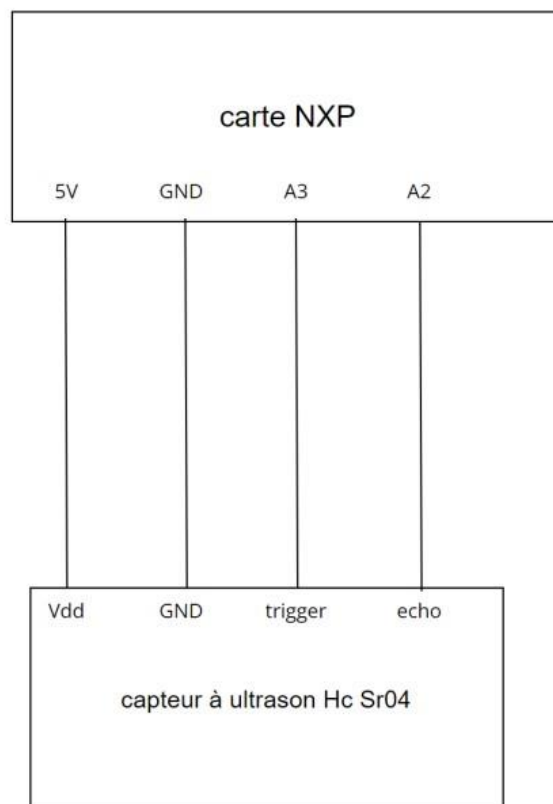 carte NXP
5V GND A3 A2
Vdd GND trigger echo
capteur à ultrason Hc Sr04